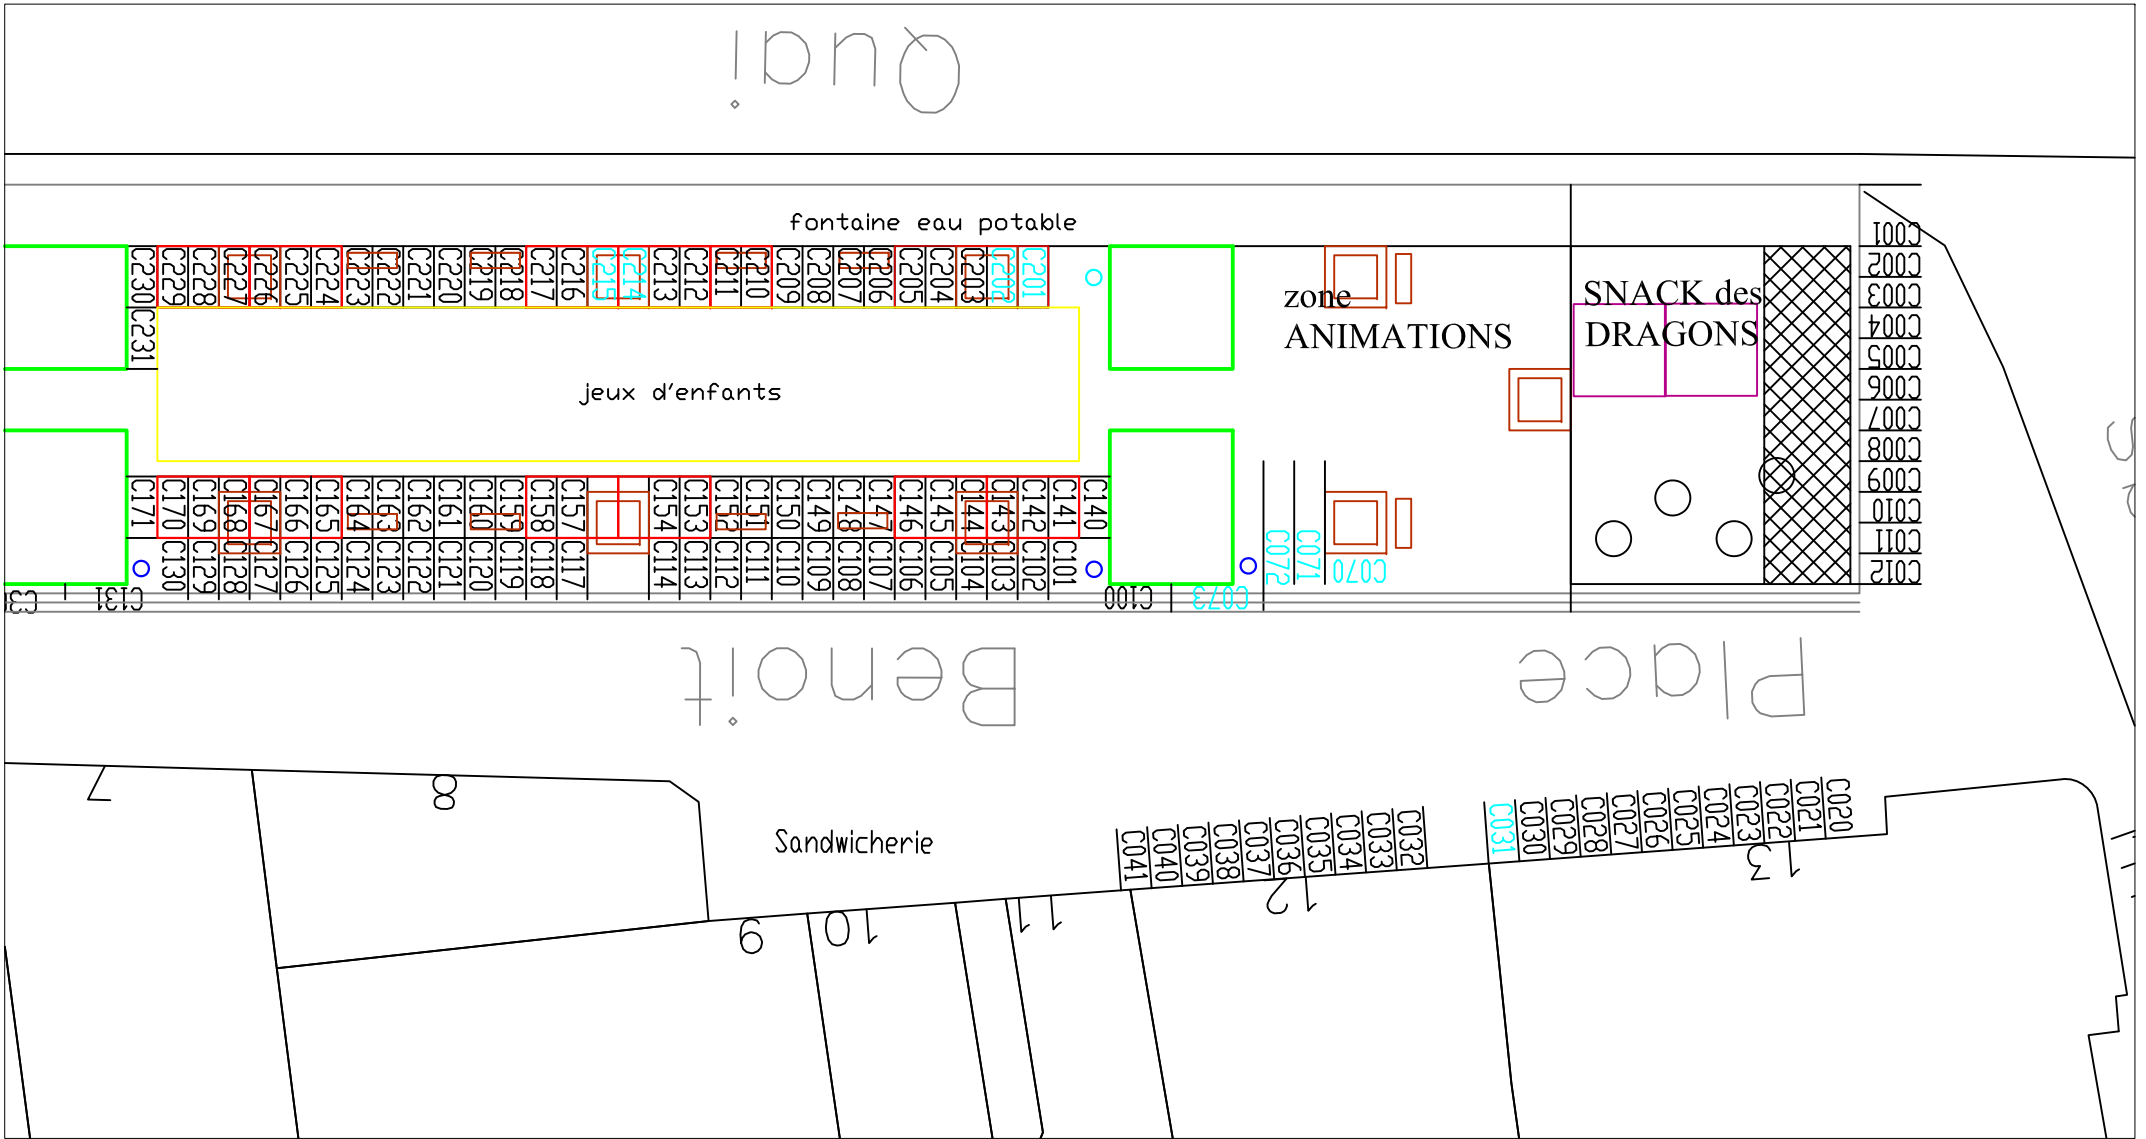 Quai
fontaine eau potable
C230 C229 C228 C227 C226 C225 C224 C223 C222 C221 C220 C219 C218 C217 C216 C215 C214 C213 C212 C211 C210 C209 C208 C207 C206 C205 C204 C203 C202 C201
C231
jeux d'enfants
zone
ANIMATIONS
SNACK des
DRAGONS
C001
C002
C003
C004
C005
C006
C007
C008
C009
C010
C011
C012
C171 C170 C169 C168 C167 C166 C165 C164 C163 C162 C161 C160 C159 C158 C157 C154 C153 C152 C151 C150 C149 C148 C147 C146 C145 C144 C143 C142 C141 C140
C130 C129 C128 C127 C126 C125 C124 C123 C122 C121 C120 C119 C118 C117 C114 C113 C112 C111 C110 C109 C108 C107 C106 C105 C104 C103 C102 C101
C072 C071 C070
C131 C100 C073
Place
Benoit
7
8
Sandwicherie
C041 C040 C039 C038 C037 C036 C035 C034 C033 C032
C031 C030 C029 C028 C027 C026 C025 C024 C023 C022 C021 C020
9
10
11
12
13